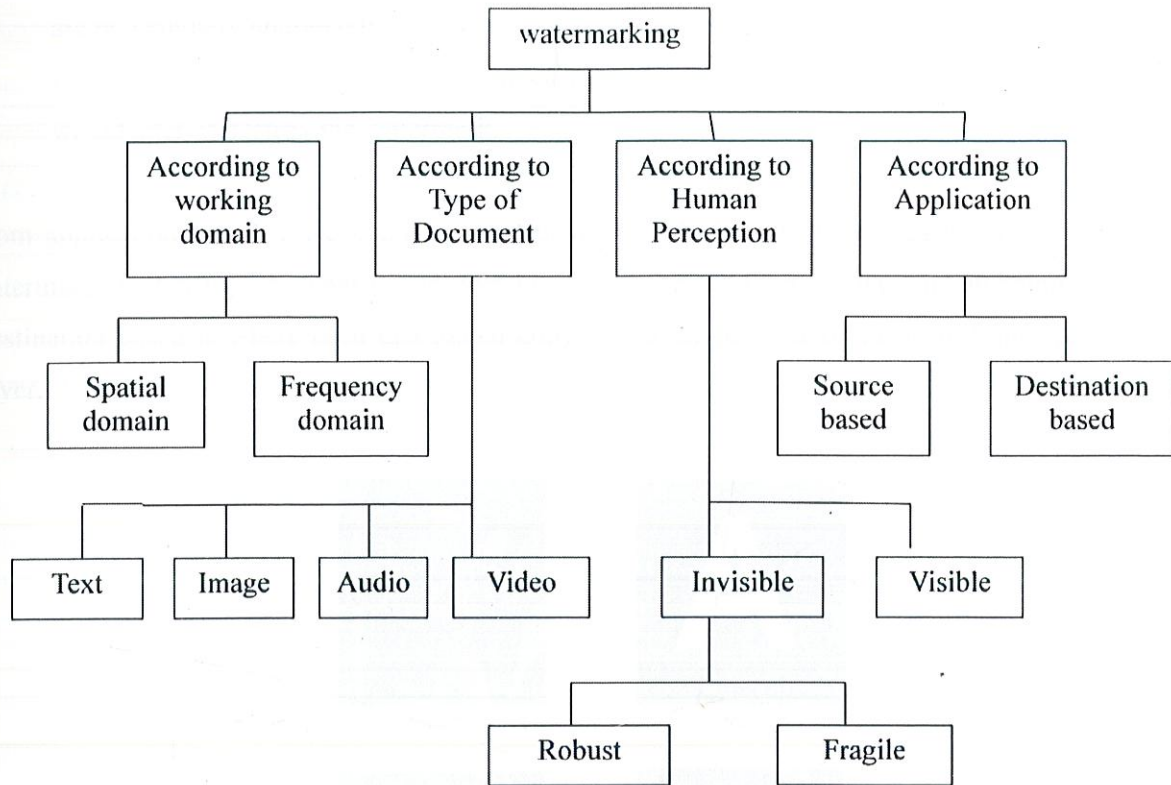 watermarking
According to
working
domain
According to
Type of
Document
According to
Human
Perception
According to
Application
Spatial
domain
Frequency
domain
Source
based
Destination
based
Text
Image
Audio
Video
Invisible
Visible
Robust
Fragile